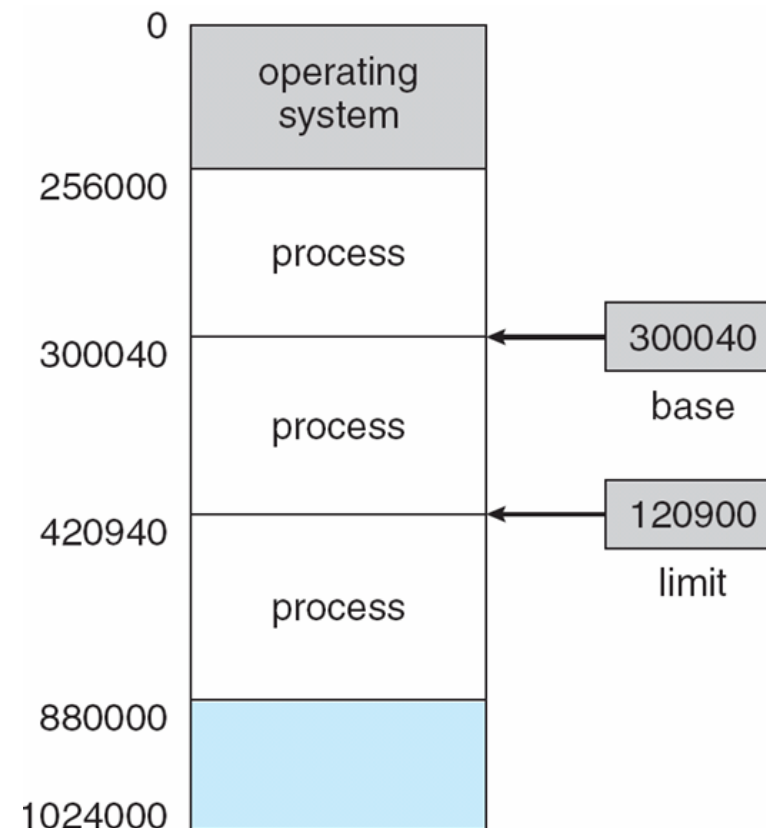 0
operating
system
256000
process
300040
300040
base
process
420940
120900
limit
process
880000
1024000